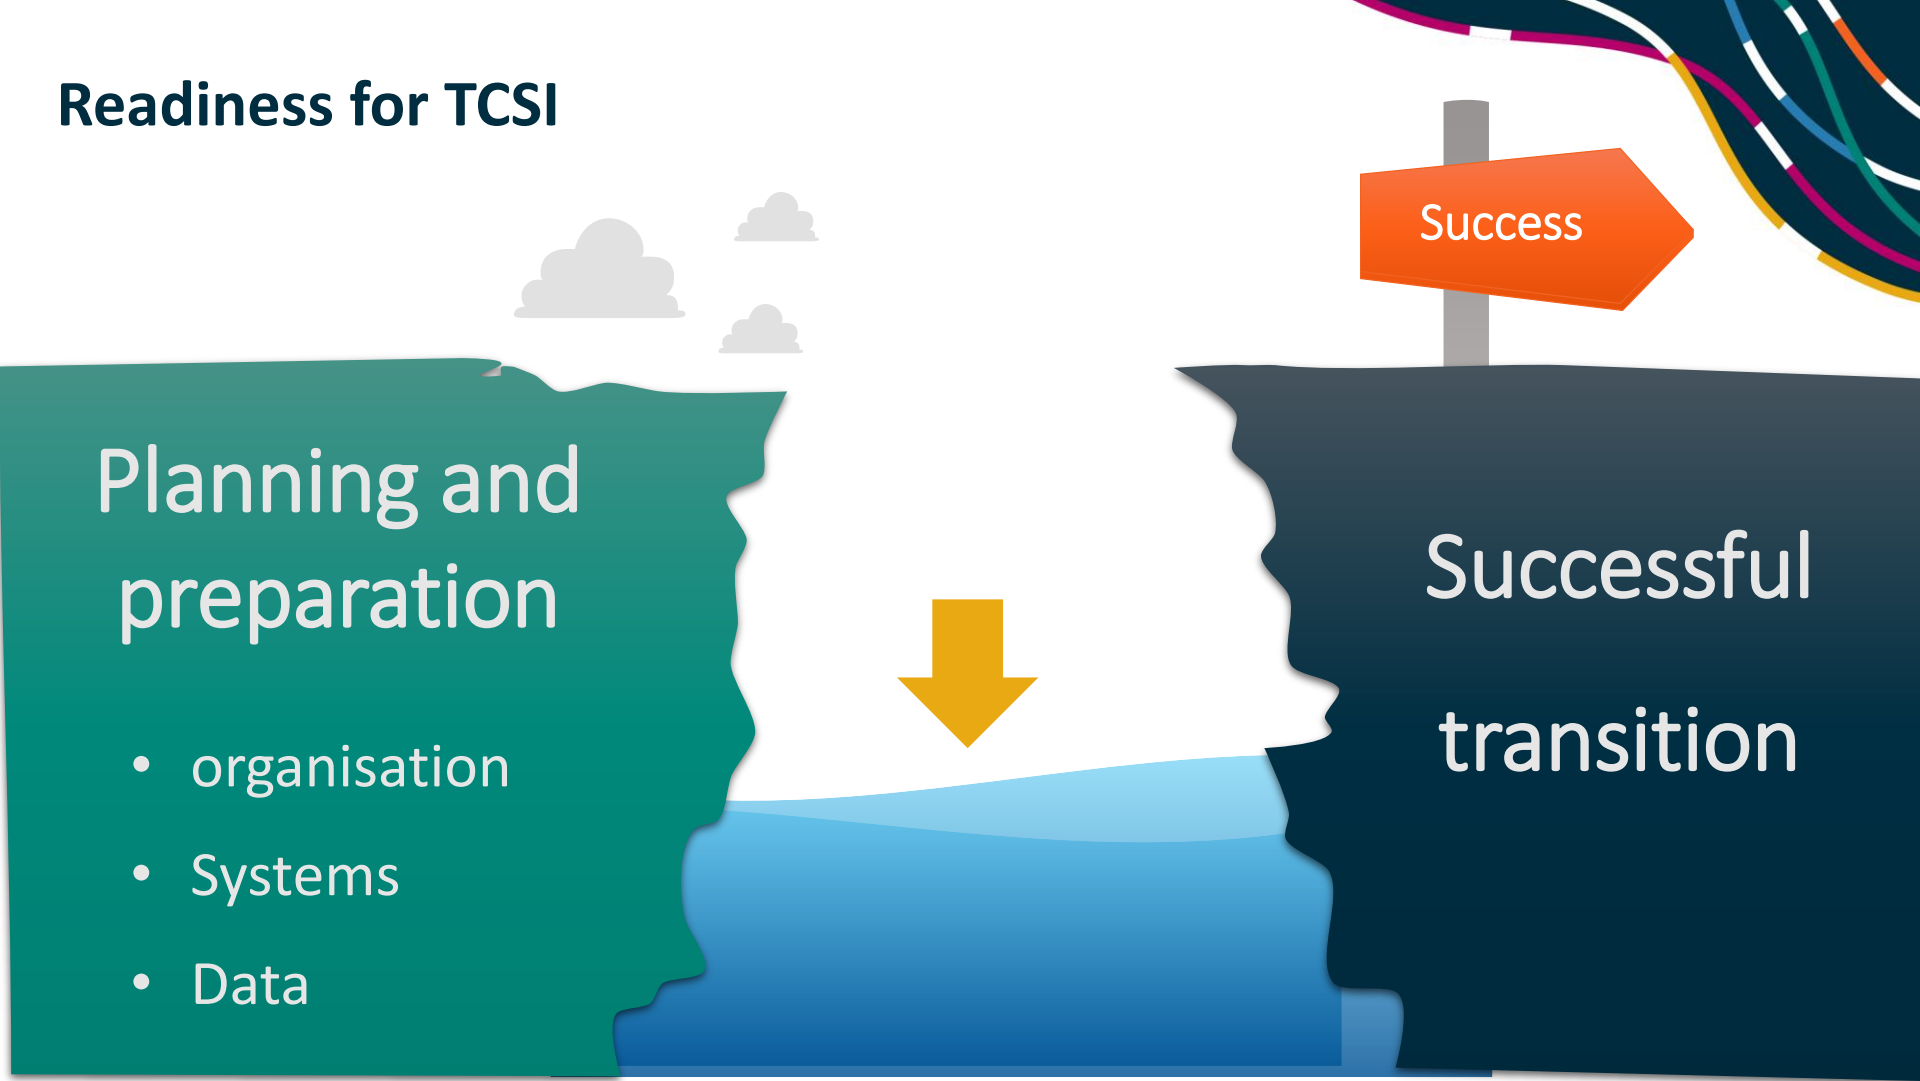 Readiness for TCSI
Success
Planning and
preparation
• organisation
• Systems
• Data
Successful
transition